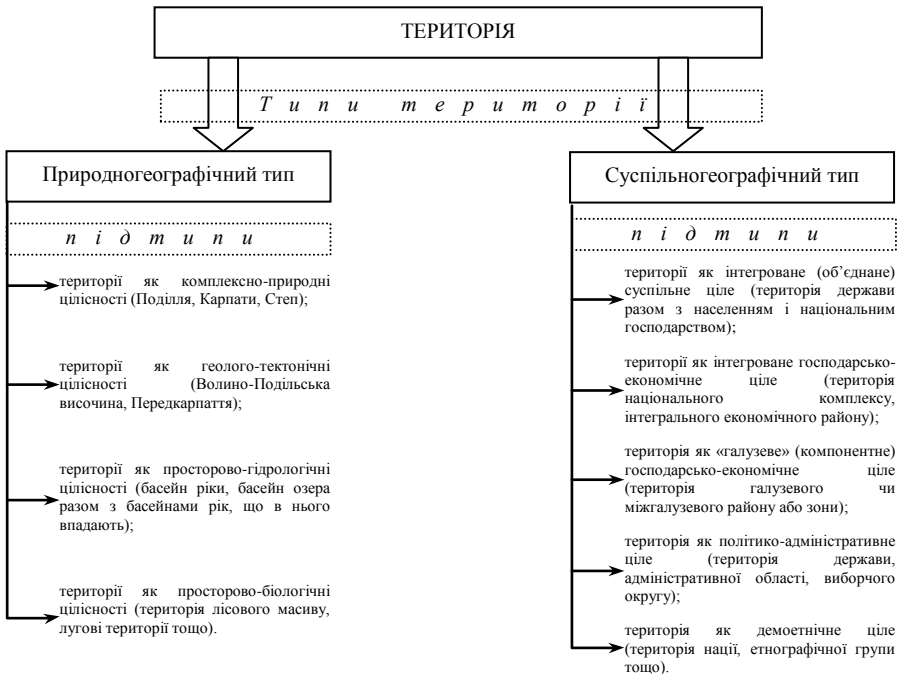 ТЕРИТОРІЯ
Типи території
Природногеографічний тип
підтипи
території як комплексно-природні
цілісності (Поділля, Карпати, Степ);
території як геолого-тектонічні
цілісності (Волино-Подільська
височина, Передкарпаття);
території як просторово-гідрологічні
цілісності (басейн ріки, басейн озера
разом з басейнами рік, що в нього
впадають);
території як просторово-біологічні
цілісності (територія лісового масиву,
лугові території тощо).
Суспільногеографічний тип
підтипи
території як інтегроване (об’єднане)
суспільне ціле (територія держави
разом з населенням і національним
господарством);
території як інтегроване господарсько-
економічне ціле (територія
національного комплексу,
інтегрального економічного району);
територія як «галузеве» (компонентне)
господарсько-економічне ціле
(територія галузевого чи
міжгалузевого району або зони);
територія як політико-адміністративне
ціле (територія держави,
адміністративної області, виборчого
округу);
територія як демоетнічне ціле
(територія нації, етнографічної групи
тощо).